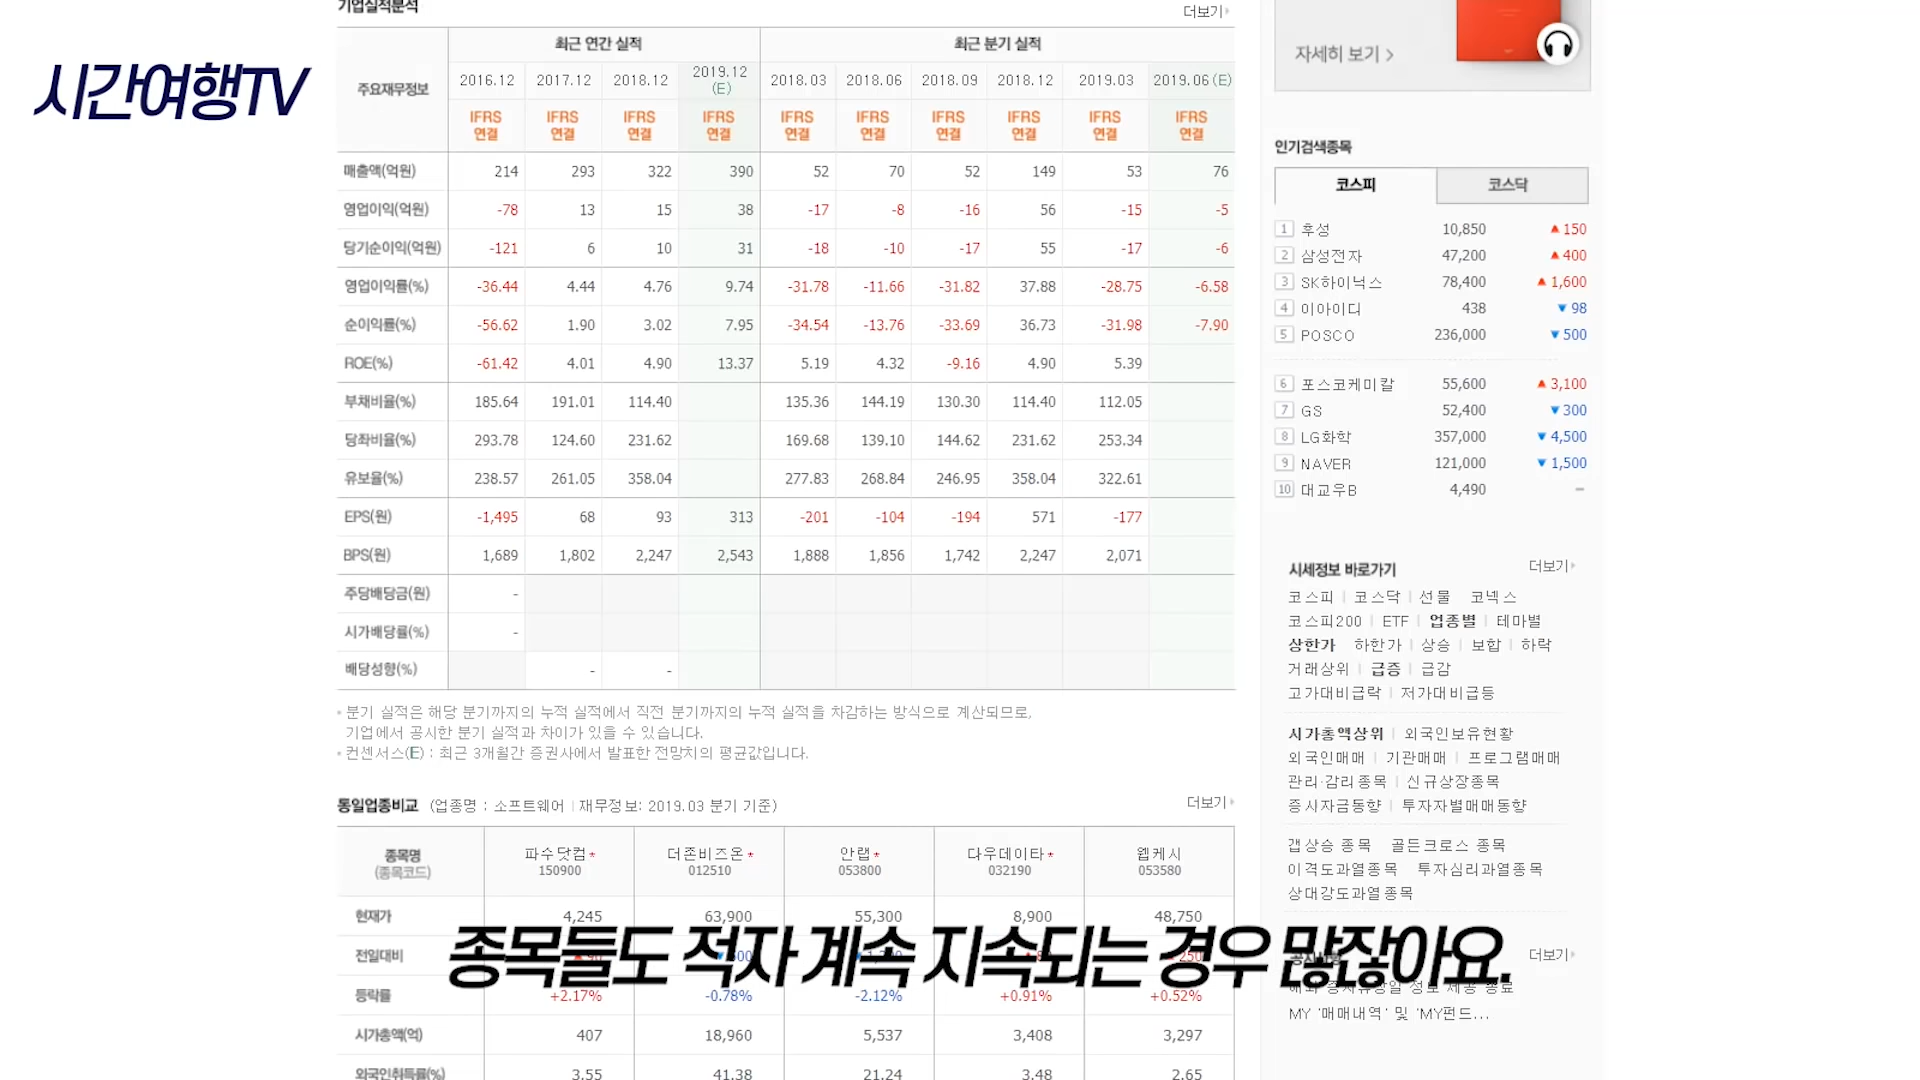 시간여행TV
기업실적분석
더보기
주요재무정보 최근 연간 실적 최근 분기 실적
2016.12 2017.12 2018.12 2019.12 (E) 2018.03 2018.06 2018.09 2018.12 2019.03 2019.06 (E)
IFRS 연결 IFRS 연결 IFRS 연결 IFRS 연결 IFRS 연결 IFRS 연결 IFRS 연결 IFRS 연결 IFRS 연결 IFRS 연결
매출액(억원) 214 293 322 390 52 70 52 149 53 76
영업이익(억원) -78 13 15 38 -17 -8 -16 56 -15 -5
당기순이익(억원) -121 6 10 31 -18 -10 -17 55 -17 -6
영업이익률(%) -36.44 4.44 4.76 9.74 -31.78 -11.66 -31.82 37.88 -28.75 -6.58
순이익률(%) -56.62 1.90 3.02 7.95 -34.54 -13.76 -33.69 36.73 -31.98 -7.90
ROE(%) -61.42 4.01 4.90 13.37 5.19 4.32 -9.16 4.90 5.39
부채비율(%) 185.64 191.01 114.40 135.36 144.19 130.30 114.40 112.05
당좌비율(%) 293.78 124.60 231.62 169.68 139.10 144.62 231.62 253.34
유보율(%) 238.57 261.05 358.04 277.83 268.84 246.95 358.04 322.61
EPS(원) -1,495 68 93 313 -201 -104 -194 571 -177
BPS(원) 1,689 1,802 2,247 2,543 1,888 1,856 1,742 2,247 2,071
주당배당금(원) -
시가배당률(%) -
배당성향(%) - -
분기 실적은 해당 분기까지의 누적 실적에서 직전 분기까지의 누적 실적을 차감하는 방식으로 계산되므로,
기업에서 공시한 분기 실적과 차이가 있을 수 있습니다.
컨센서스(E) : 최근 3개월간 증권사에서 발표한 전망치의 평균값입니다.
동일업종비교 (업종명 : 소프트웨어 | 재무정보: 2019.03 분기 기준) 더보기
종목명 파수닷컴* 더존비즈온* 안랩* 다우데이타* 웹케시
(종목코드) 150900 012510 053800 032190 053580
현재가 4,245 63,900 55,300 8,900 48,750
전일대비
등락률 +2.17% -0.78% -2.12% +0.91% +0.52%
시가총액(억) 407 18,960 5,537 3,408 3,297
외국인취득률(%) 3.55 41.38 21.24 3.48 2.65
종목들도 적자 계속 지속되는 경우 많잖아요.
자세히 보기 >
인기검색종목
코스피 코스닥
1 후성 10,850 ▲150
2 삼성전자 47,200 ▲400
3 SK하이닉스 78,400 ▲1,600
4 이아이디 438 ▼98
5 POSCO 236,000 ▼500
6 포스코케미칼 55,600 ▲3,100
7 GS 52,400 ▼300
8 LG화학 357,000 ▼4,500
9 NAVER 121,000 ▼1,500
10 대교우B 4,490 –
시세정보 바로가기 더보기
코스피 | 코스닥 | 선물 코넥스
코스피200 | ETF | 업종별 | 테마별
상한가 하한가 | 상승 | 보합 | 하락
거래상위 | 급증 | 급감
고가대비급락 | 저가대비급등
시가총액상위 | 외국인보유현황
외국인매매 | 기관매매 | 프로그램매매
관리·감리종목 | 신규상장종목
증시자금동향 | 투자자별매매동향
갭상승 종목 골든크로스 종목
이격도과열종목 투자심리과열종목
상대강도과열종목
더보기
MY '매매내역' 및 'MY펀드...